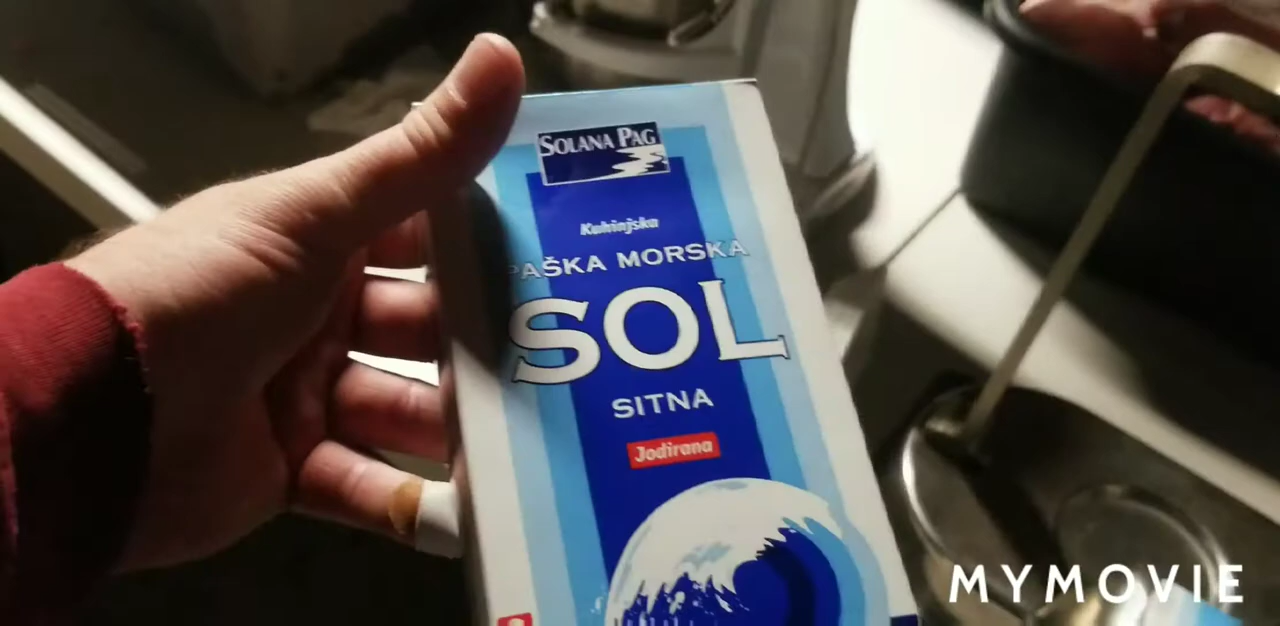 SOLANA PAG
Kuhinjska
PAŠKA MORSKA
SOL
SITNA
Jodirana
MYMOVIE